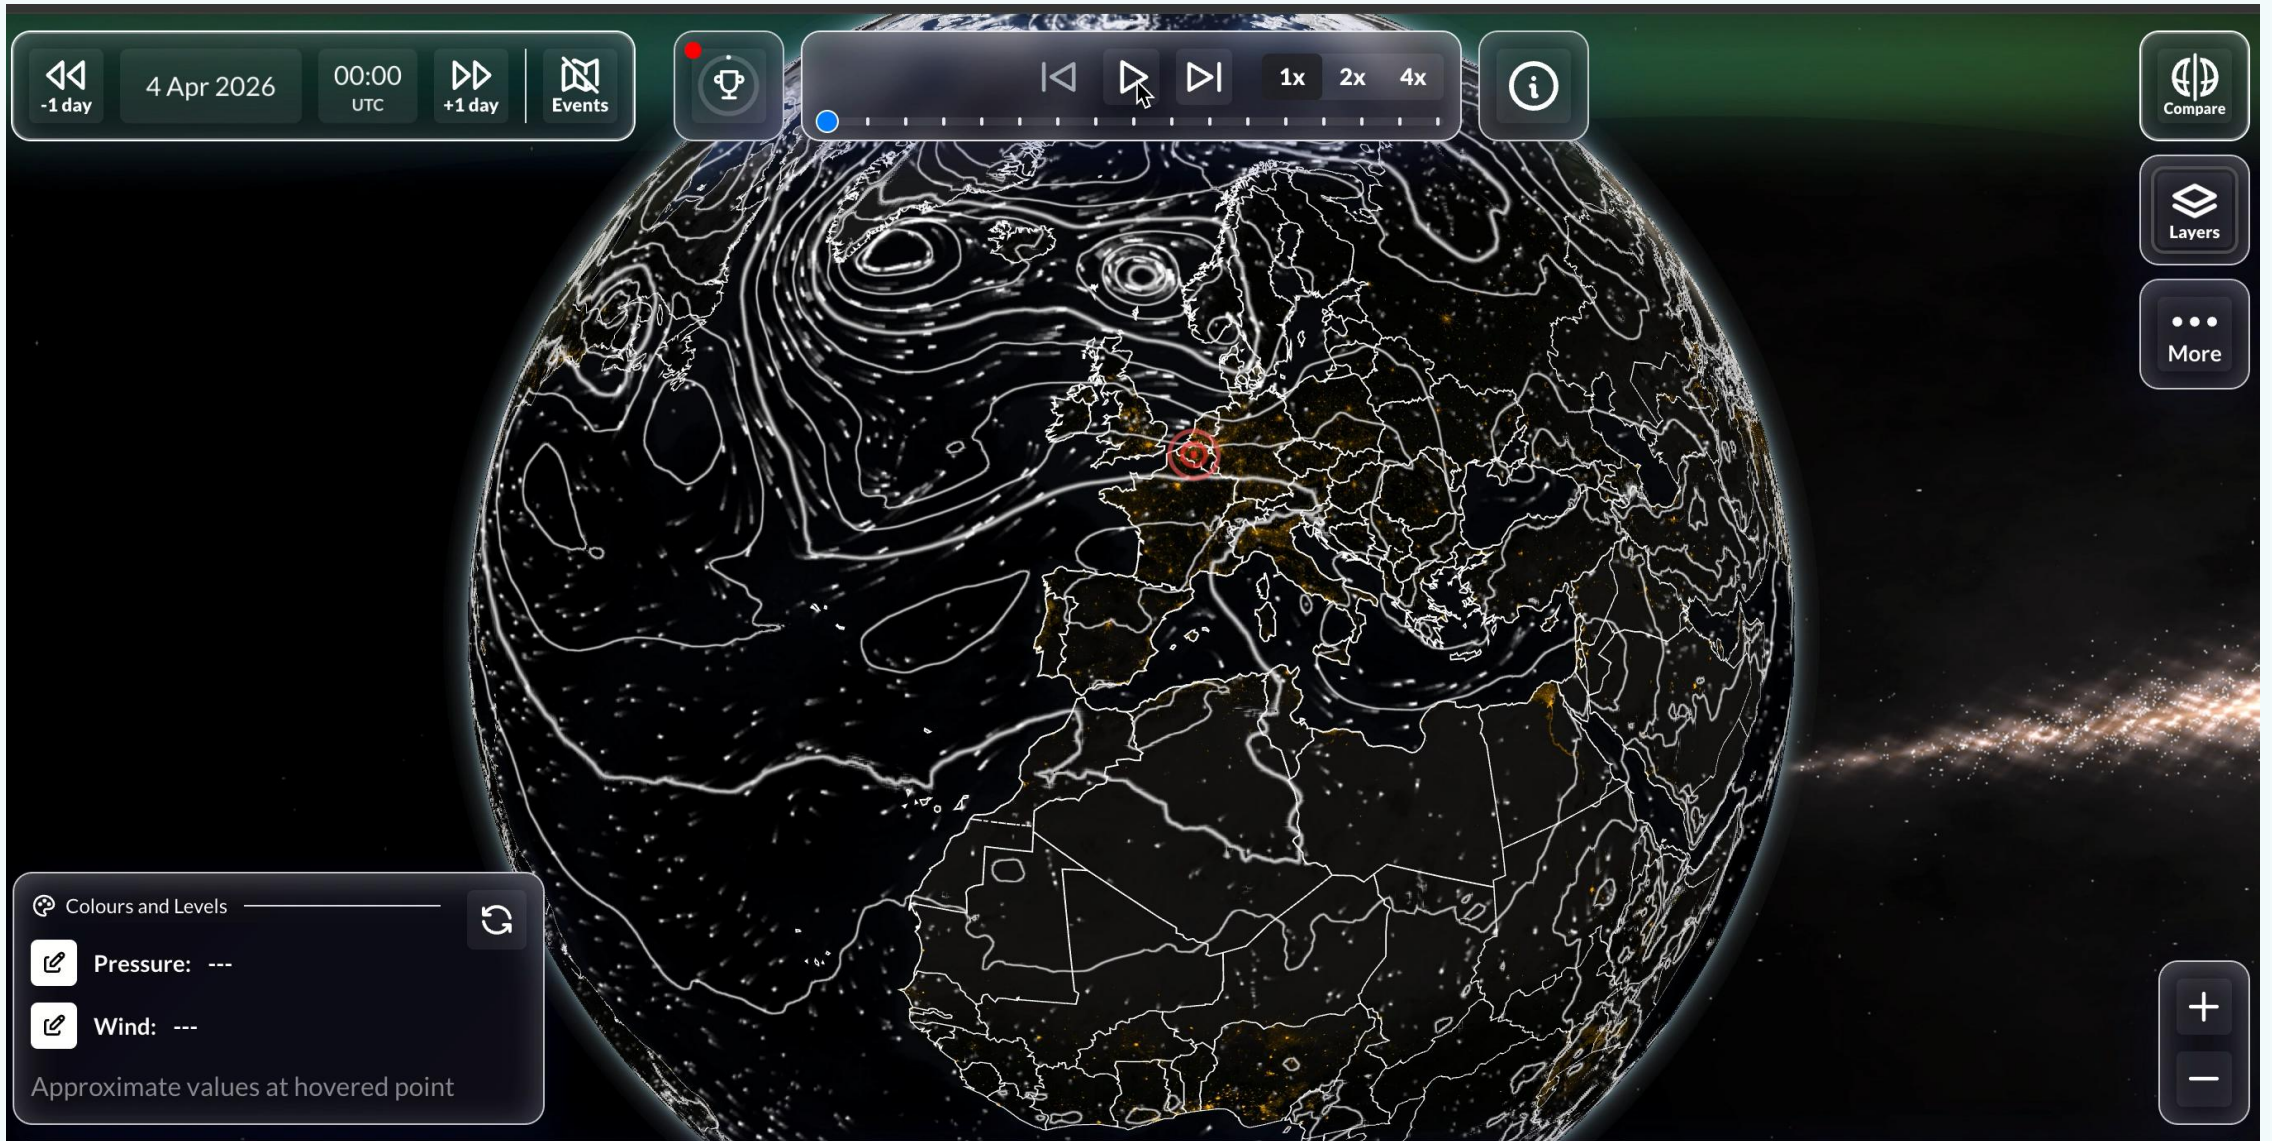 -1 day
4 Apr 2026
00:00
UTC
+1 day
Events
1x
2x
4x
Compare
Layers
More
Colours and Levels
Pressure: ---
Wind: ---
Approximate values at hovered point